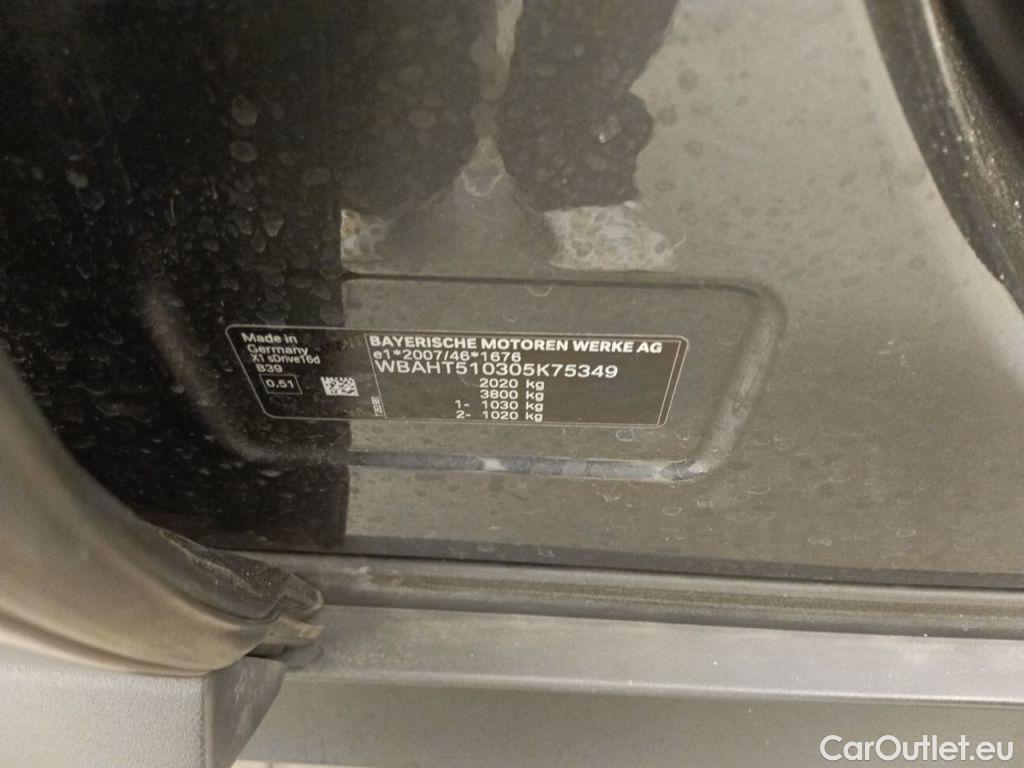 Made in
Germany
X1 sDrive16d
B39
0.51
BAYERISCHE MOTOREN WERKE AG
e1*2007/46*1676
WBAHT510305K75349
2020 kg
3800 kg
1- 1030 kg
2- 1020 kg
CarOutlet.eu